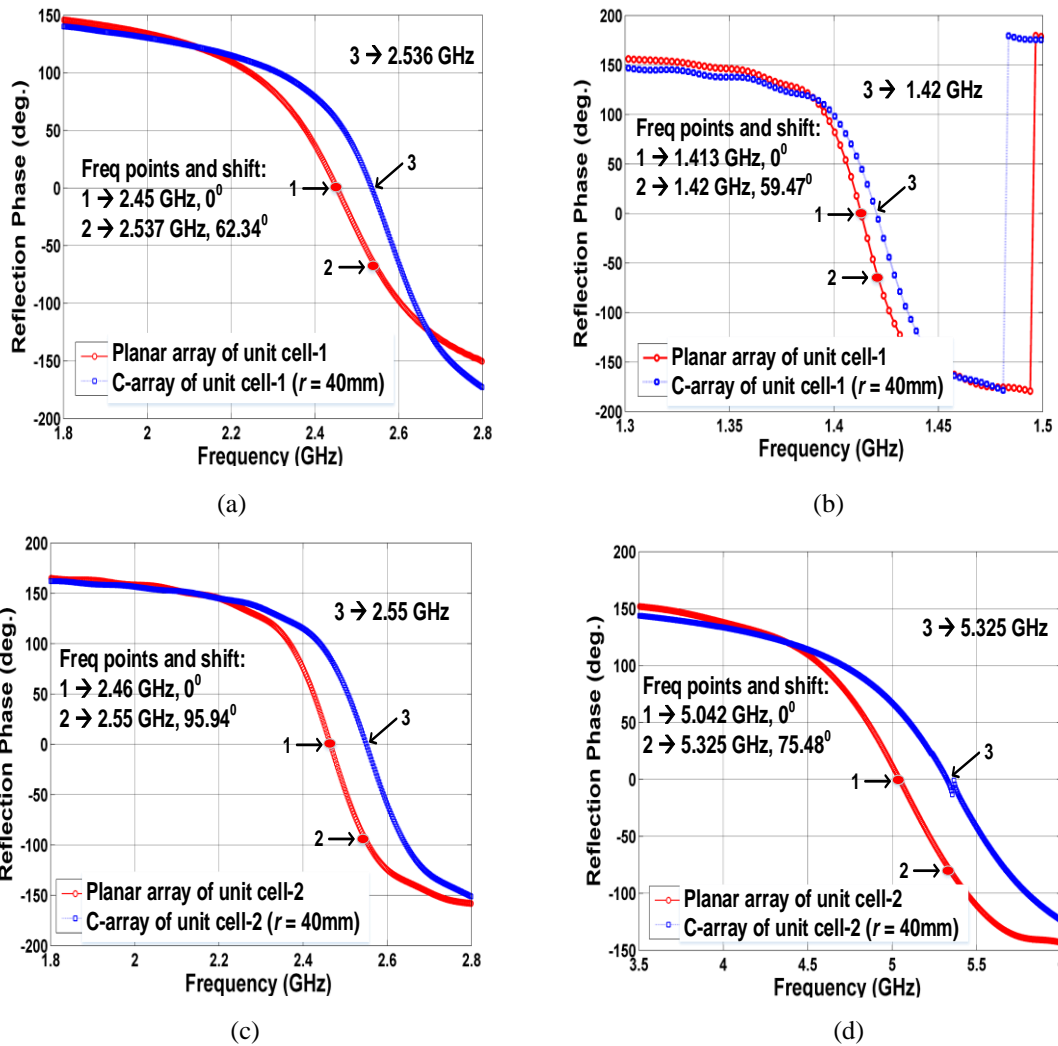 Reflection Phase (deg.)
150
100
50
0
-50
-100
-150
-200
3 → 2.536 GHz
Freq points and shift:
1 → 2.45 GHz, 0⁰
2 → 2.537 GHz, 62.34⁰
1
2
3
Planar array of unit cell-1
C-array of unit cell-1 (r = 40mm)
1.8 2 2.2 2.4 2.6 2.8
Frequency (GHz)
(a)
Reflection Phase (deg.)
200
150
100
50
0
-50
-100
-150
-200
3 → 1.42 GHz
Freq points and shift:
1 → 1.413 GHz, 0⁰
2 → 1.42 GHz, 59.47⁰
3
1
2
Planar array of unit cell-1
C-array of unit cell-1 (r = 40mm)
1.3 1.35 1.4 1.45 1.5
Frequency (GHz)
(b)
Reflection Phase (deg.)
200
150
100
50
0
-50
-100
-150
-200
3 → 2.55 GHz
Freq points and shift:
1 → 2.46 GHz, 0⁰
2 → 2.55 GHz, 95.94⁰
3
1
2
Planar array of unit cell-2
C-array of unit cell-2 (r = 40mm)
1.8 2 2.2 2.4 2.6 2.8
Frequency (GHz)
(c)
Reflection Phase (deg.)
200
150
100
50
0
-50
-100
-150
3 → 5.325 GHz
Freq points and shift:
1 → 5.042 GHz, 0⁰
2 → 5.325 GHz, 75.48⁰
3
1
2
Planar array of unit cell-2
C-array of unit cell-2 (r = 40mm)
3.5 4 4.5 5 5.5
Frequency (GHz)
(d)